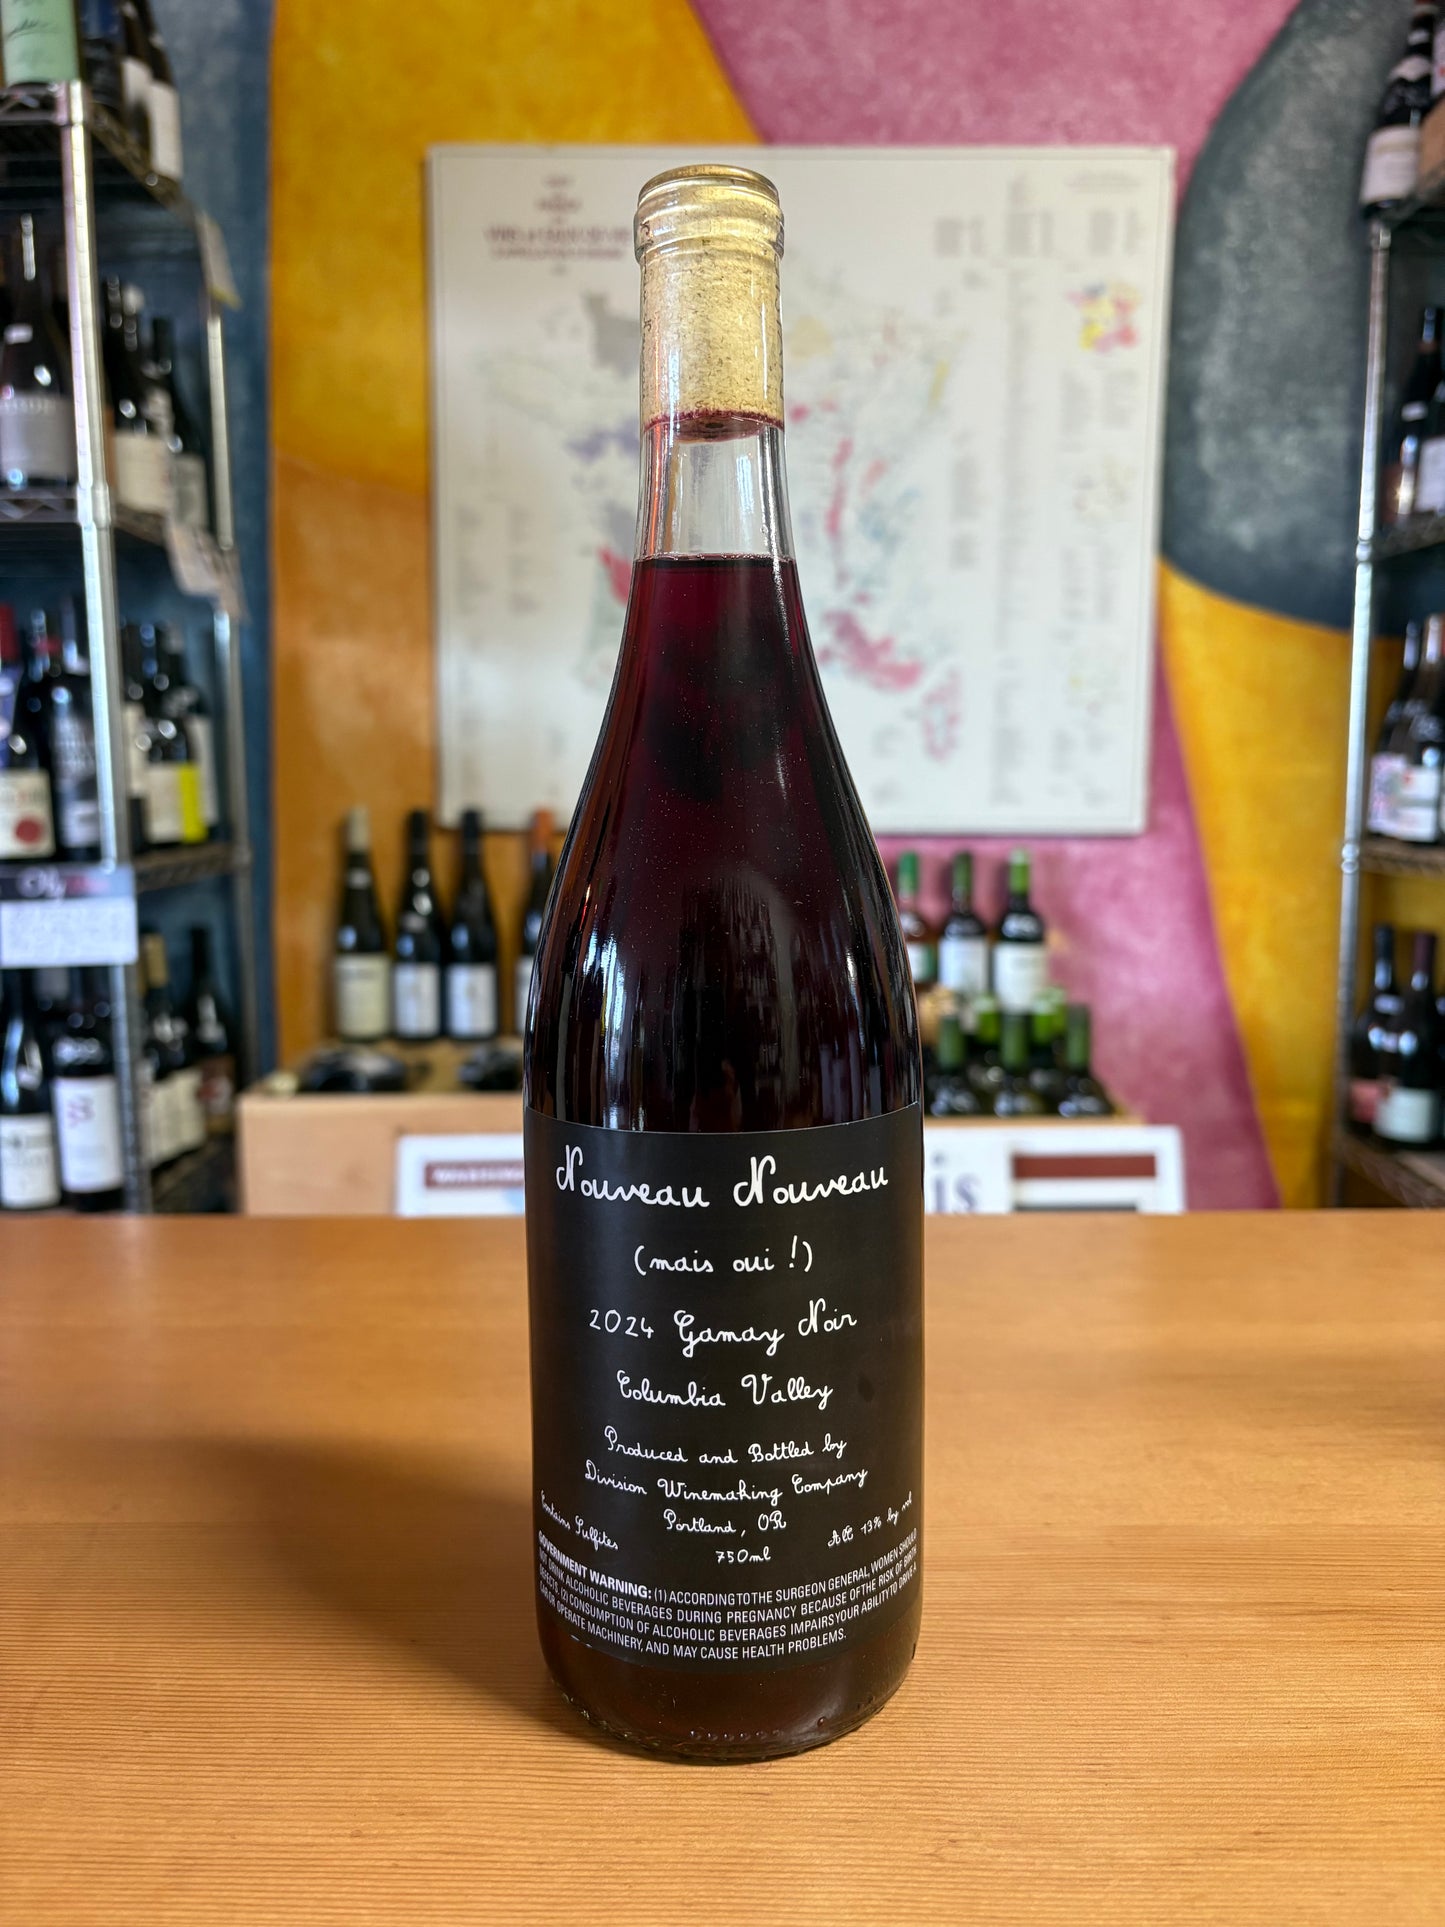 Nouveau Nouveau
(mais oui !)
2024 Gamay Noir
Columbia Valley
Produced and Bottled by
Division Winemaking Company
Portland, OR
Contains Sulfites
750ml
Alc 13% by vol
GOVERNMENT WARNING: (1) ACCORDING TO THE SURGEON GENERAL, WOMEN SHOULD
NOT DRINK ALCOHOLIC BEVERAGES DURING PREGNANCY BECAUSE OF THE RISK OF BIRTH
DEFECTS. (2) CONSUMPTION OF ALCOHOLIC BEVERAGES IMPAIRS YOUR ABILITY TO DRIVE A
CAR OR OPERATE MACHINERY, AND MAY CAUSE HEALTH PROBLEMS.